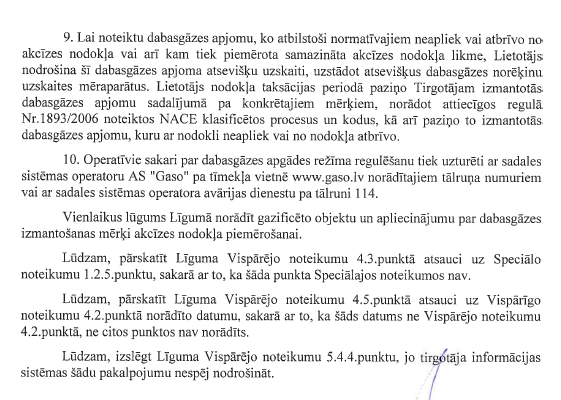 9. Lai noteiktu dabasgāzes apjomu, ko atbilstoši normatīvajiem neapliek vai atbrīvo no
akcīzes nodokļa vai arī kam tiek piemērota samazināta akcīzes nodokļa likme, Lietotājs
nodrošina šī dabasgāzes apjoma atsevišķu uzskaiti, uzstādot atsevišķus dabasgāzes norēķinu
uzskaites mēraparātus. Lietotājs nodokļa taksācijas periodā paziņo Tirgotājam izmantotās
dabasgāzes apjomu sadalījumā pa konkrētajiem mērķiem, norādot attiecīgos regulā
Nr.1893/2006 noteiktos NACE klasificētos procesus un kodus, kā arī paziņo to izmantotās
dabasgāzes apjomu, kuru ar nodokli neapliek vai no nodokļa atbrīvo.
10. Operatīvie sakari par dabasgāzes apgādes režīma regulēšanu tiek uzturēti ar sadales
sistēmas operatoru AS "Gaso" pa tīmekļa vietnē www.gaso.lv norādītajiem tālruņa numuriem
vai ar sadales sistēmas operatora avārijas dienestu pa tālruni 114.
Vienlaikus lūgums Līgumā norādīt gazificēto objektu un apliecinājumu par dabasgāzes
izmantošanas mērķi akcīzes nodokļa piemērošanai.
Lūdzam, pārskatīt Līguma Vispārējo noteikumu 4.3.punktā atsauci uz Speciālo
noteikumu 1.2.5.punktu, sakarā ar to, ka šāda punkta Speciālajos noteikumos nav.
Lūdzam, pārskatīt Līguma Vispārējo noteikumu 4.5.punktā atsauci uz Vispārīgo
noteikumu 4.2.punktā norādīto datumu, sakarā ar to, ka šāds datums ne Vispārējo noteikumu
4.2.punktā, ne citos punktos nav norādīts.
Lūdzam, izslēgt Līguma Vispārējo noteikumu 5.4.4.punktu, jo tirgotāja informācijas
sistēmas šādu pakalpojumu nespēj nodrošināt.